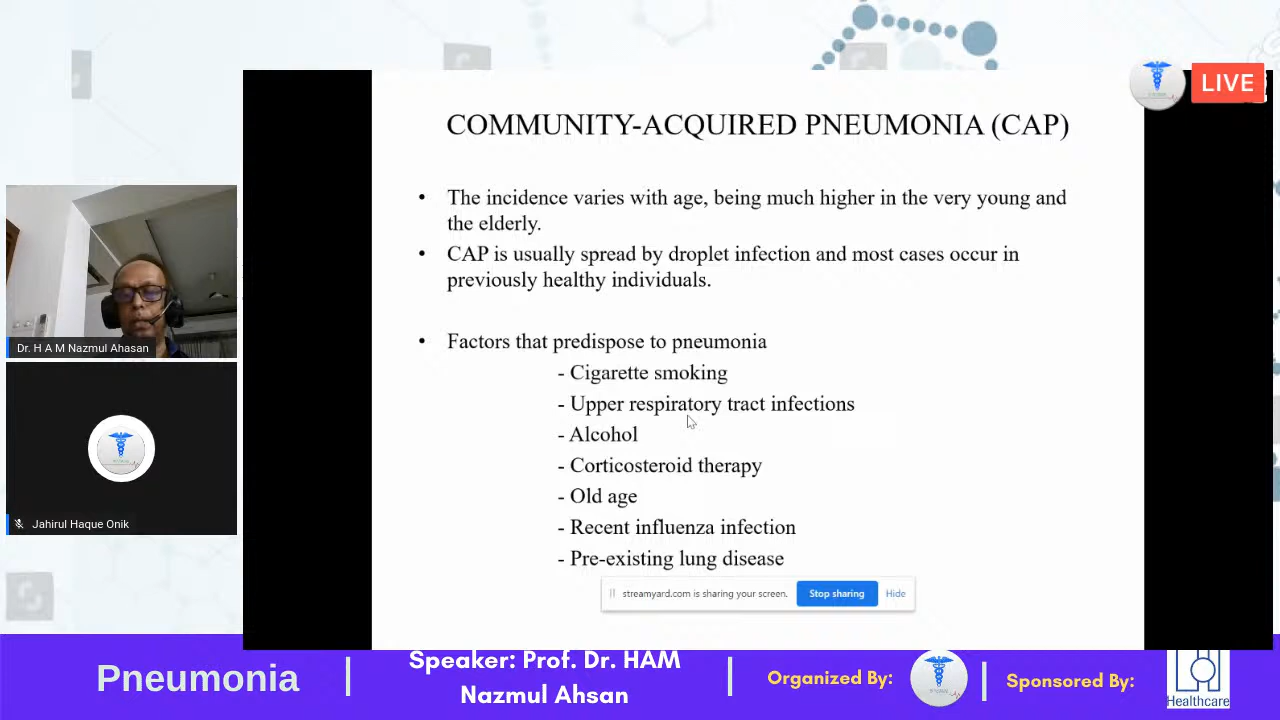 LIVE
COMMUNITY-ACQUIRED PNEUMONIA (CAP)
• The incidence varies with age, being much higher in the very young and
the elderly.
• CAP is usually spread by droplet infection and most cases occur in
previously healthy individuals.
• Factors that predispose to pneumonia
- Cigarette smoking
- Upper respiratory tract infections
- Alcohol
- Corticosteroid therapy
- Old age
- Recent influenza infection
- Pre-existing lung disease
streamyard.com is sharing your screen. Stop sharing Hide
Dr. H A M Nazmul Ahasan
Jahirul Haque Onik
Pneumonia
Speaker: Prof. Dr. HAM
Nazmul Ahsan
Organized By:
Sponsored By:
Healthcare